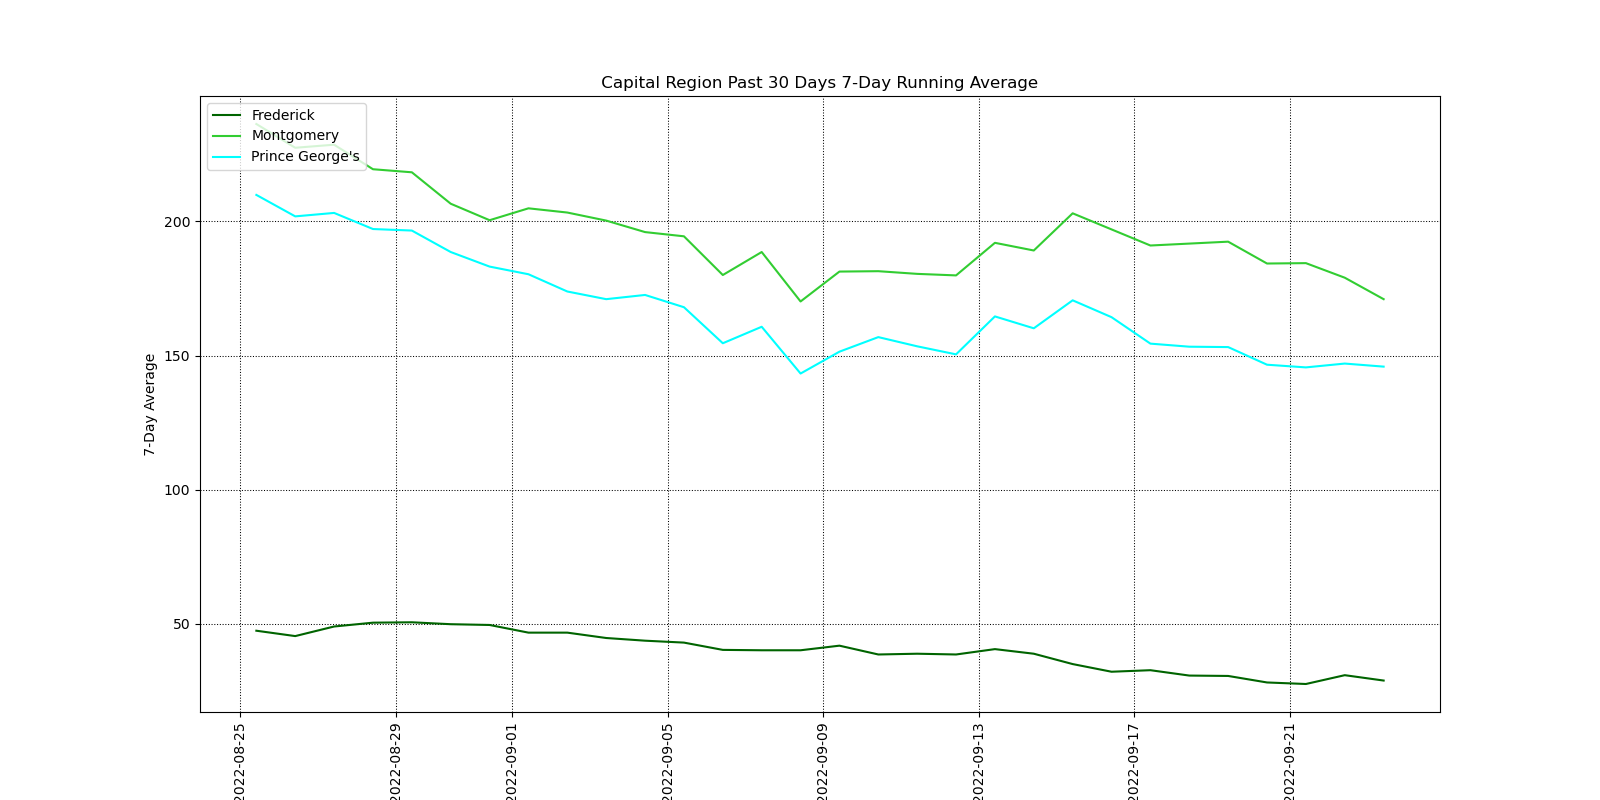 Capital Region Past 30 Days 7-Day Running Average
Frederick
Montgomery
Prince George's
200
150
100
50
7-Day Average
2022-08-25
2022-08-29
2022-09-01
2022-09-05
2022-09-09
2022-09-13
2022-09-17
2022-09-21